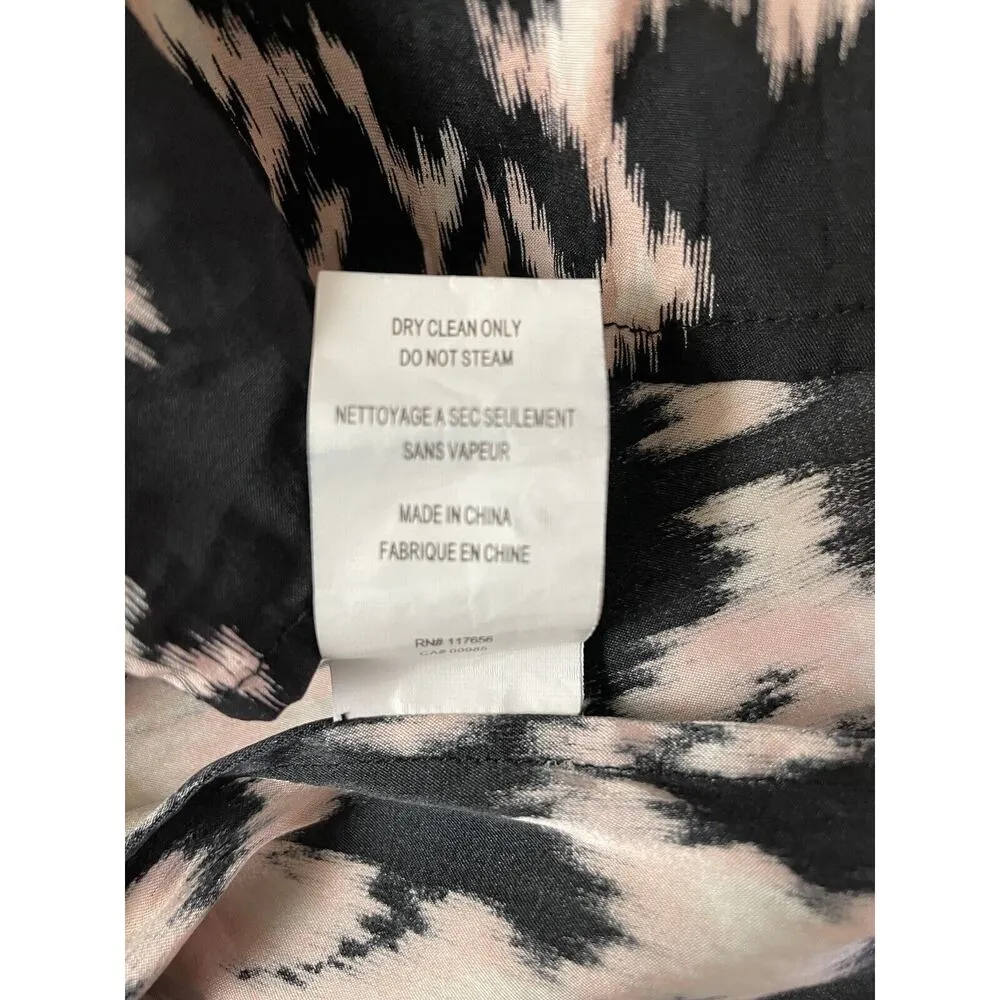 DRY CLEAN ONLY
DO NOT STEAM
NETTOYAGE A SEC SEULEMENT
SANS VAPEUR
MADE IN CHINA
FABRIQUE EN CHINE
RN# 117656